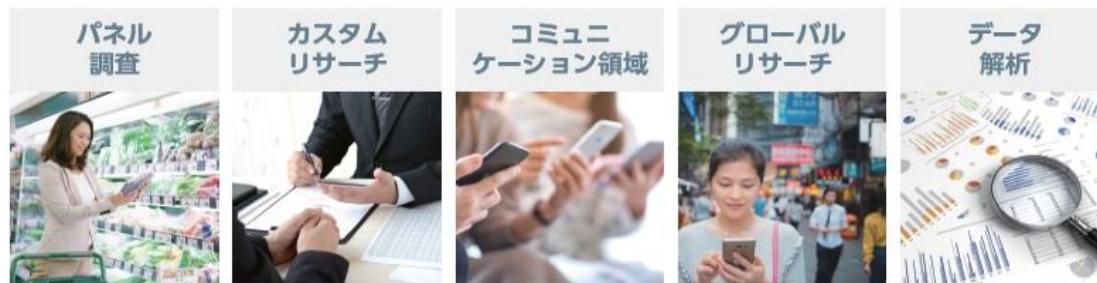 パネル
調査
カスタム
リサーチ
コミュニ
ケーション領域
グローバル
リサーチ
データ
解析